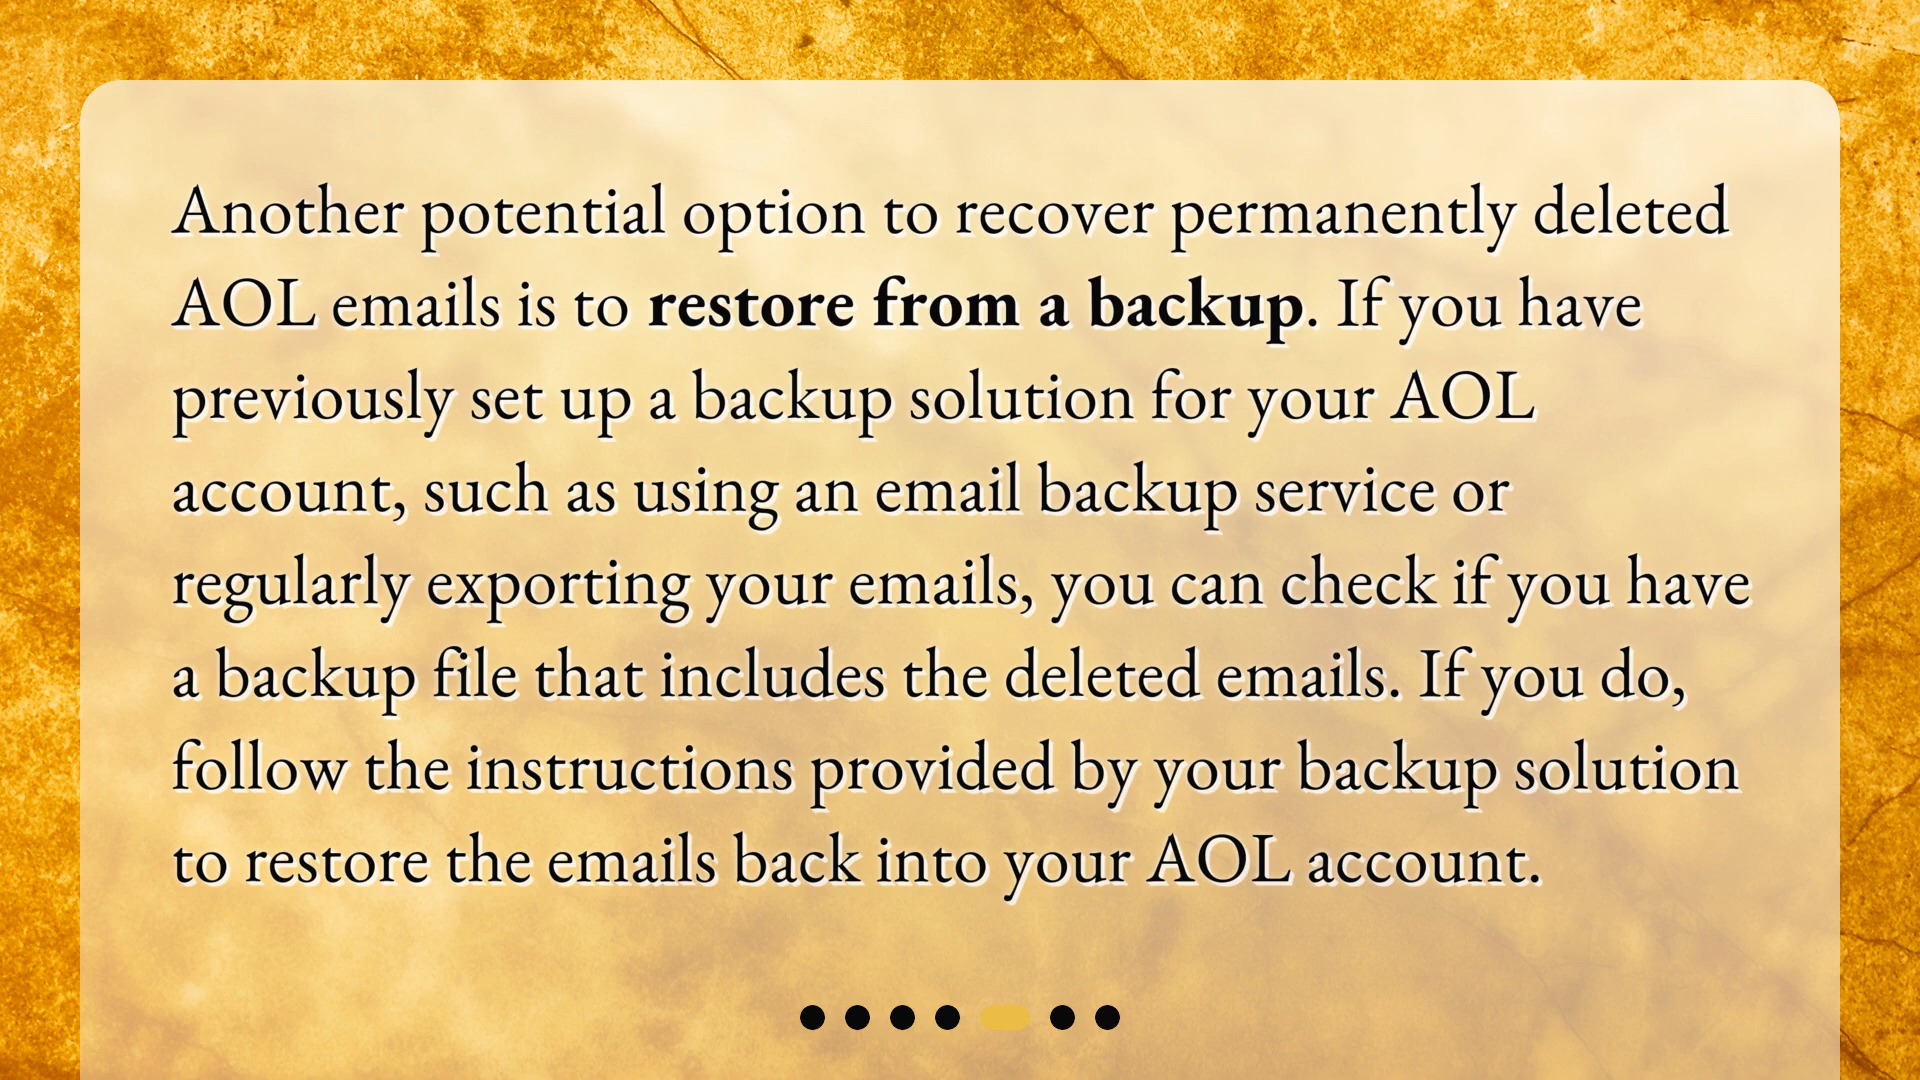 Another potential option to recover permanently deleted
AOL emails is to restore from a backup. If you have
previously set up a backup solution for your AOL
account, such as using an email backup service or
regularly exporting your emails, you can check if you have
a backup file that includes the deleted emails. If you do,
follow the instructions provided by your backup solution
to restore the emails back into your AOL account.